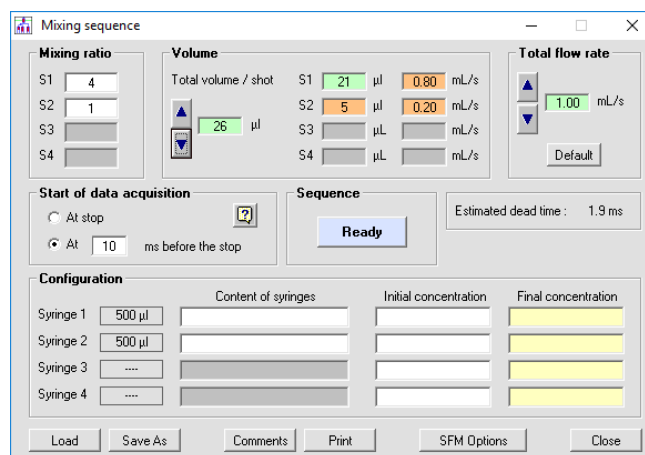 Mixing sequence
Mixing ratio
S1 4
S2 1
S3
S4
Volume
Total volume / shot
26 µl
S1 21 µl 0.80 mL/s
S2 5 µl 0.20 mL/s
S3 µL mL/s
S4 µL mL/s
Total flow rate
1.00 mL/s
Default
Start of data acquisition
At stop
At 10 ms before the stop
?
Sequence
Ready
Estimated dead time : 1.9 ms
Configuration
Content of syringes Initial concentration Final concentration
Syringe 1 500 µl
Syringe 2 500 µl
Syringe 3 ----
Syringe 4 ----
Load Save As Comments Print SFM Options Close